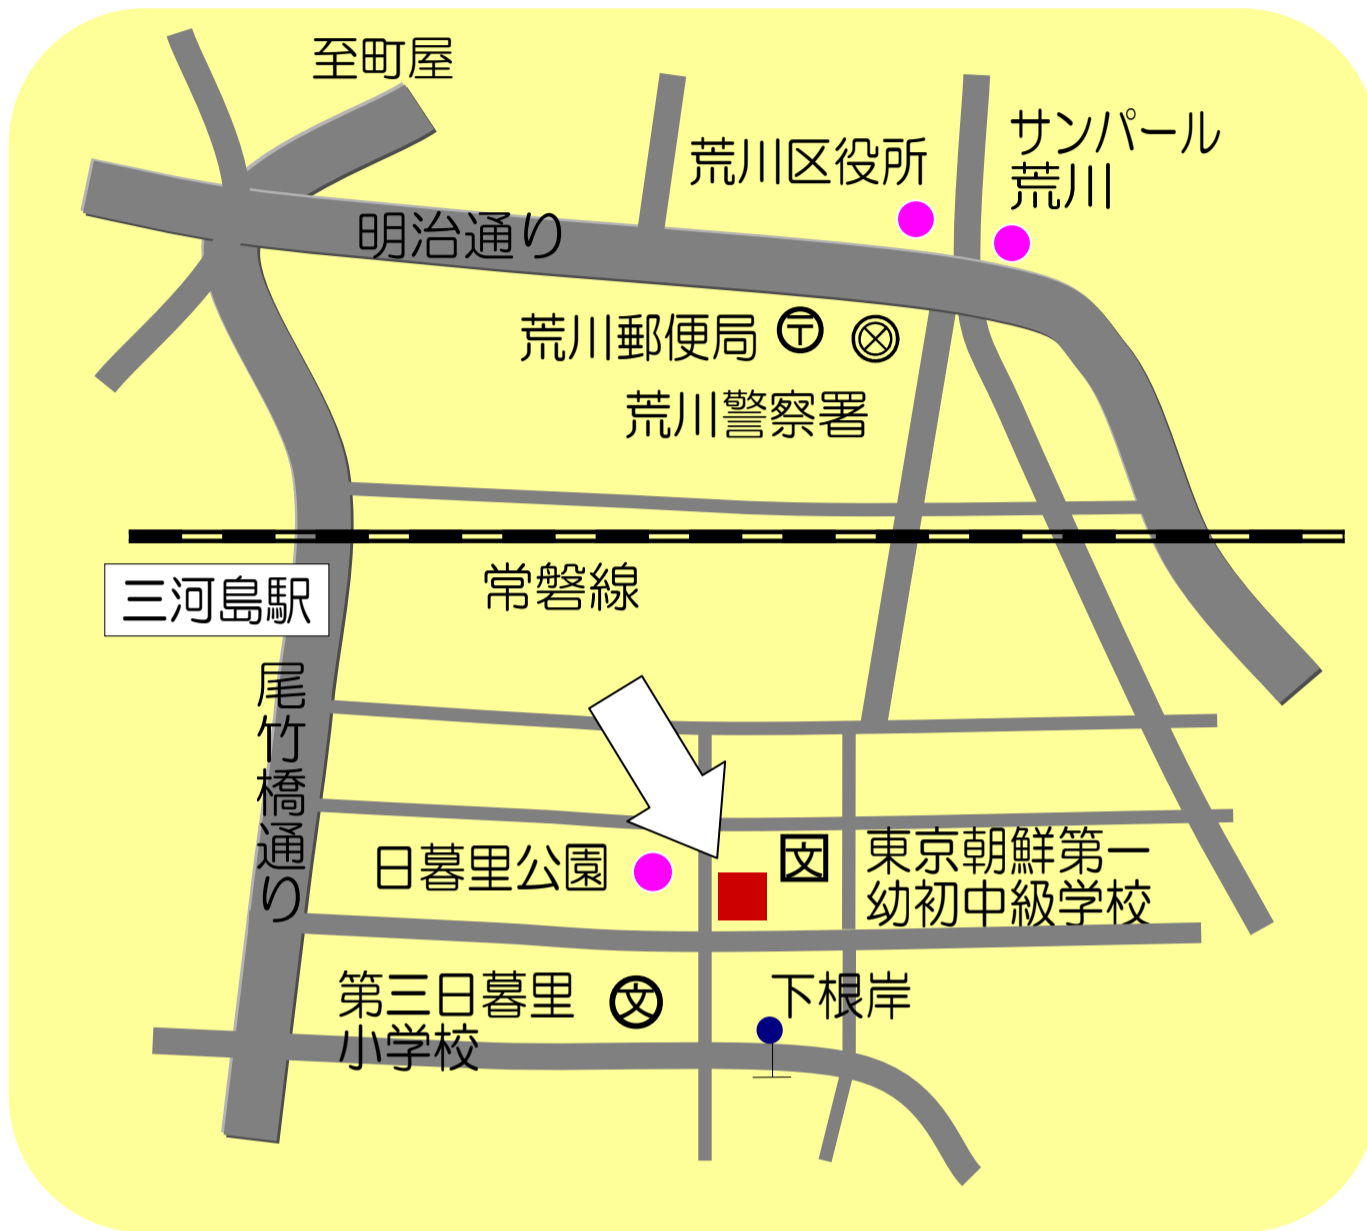 至町屋
サンパール
荒川
荒川区役所
明治通り
荒川郵便局
〒
荒川警察署
常磐線
三河島駅
尾竹橋通り
日暮里公園
文
東京朝鮮第一
幼初中級学校
第三日暮里
小学校
文
下根岸